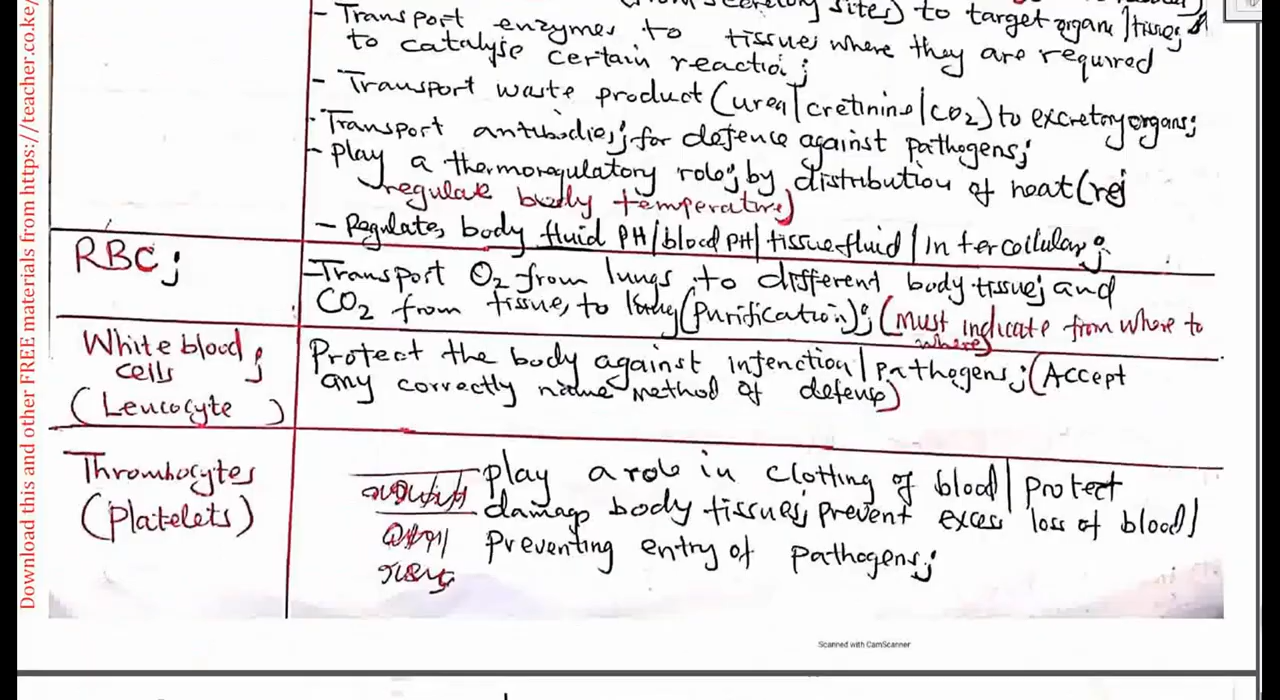 sites) to target organs/tissues
- Transport enzymes to tissues where they are required
to catalyse certain reaction;
- Transport waste product (urea/cretinine/CO2) to excretory organs;
- Transport antibodies; for defence against pathogens;
- Play a thermoregulatory role; by distribution of heat (rej
regulate body temperature)
- Regulates body fluid PH/blood PH/tissue fluid/Intercellular;
RBC;
- Transport O2 from lungs to different body tissue; and
CO2 from tissues to (Purification); (Must indicate from where to
where)
White blood
cells;
(Leucocyte)
Protect the body against infenction/pathogens; (Accept
any correctly name method of defense)
Thrombocytes
(Platelets)
play a role in clotting of blood/protect
damage body tissues; prevent excess loss of blood/
preventing entry of pathogens;
Scanned with CamScanner
Download this and other FREE materials from https://teacher.co.ke/